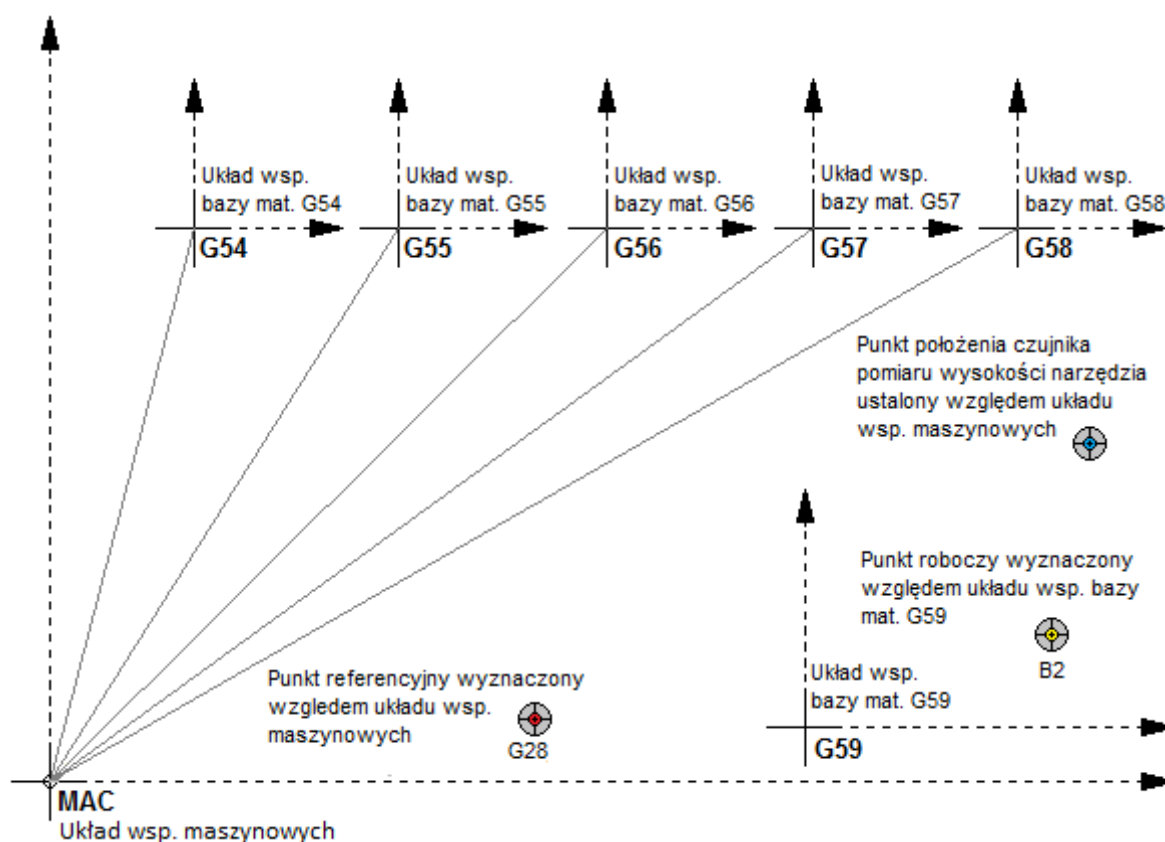 Układ wsp.
bazy mat. G54
G54
Układ wsp.
bazy mat. G55
G55
Układ wsp.
bazy mat. G56
G56
Układ wsp.
bazy mat. G57
G57
Układ wsp.
bazy mat. G58
G58
Punkt położenia czujnika
pomiaru wysokości narzędzia
ustalony względem układu
wsp. maszynowych
Punkt roboczy wyznaczony
względem układu wsp. bazy
mat. G59
B2
Układ wsp.
bazy mat. G59
G59
Punkt referencyjny wyznaczony
wzgledem układu wsp.
maszynowych
G28
MAC
Układ wsp. maszynowych